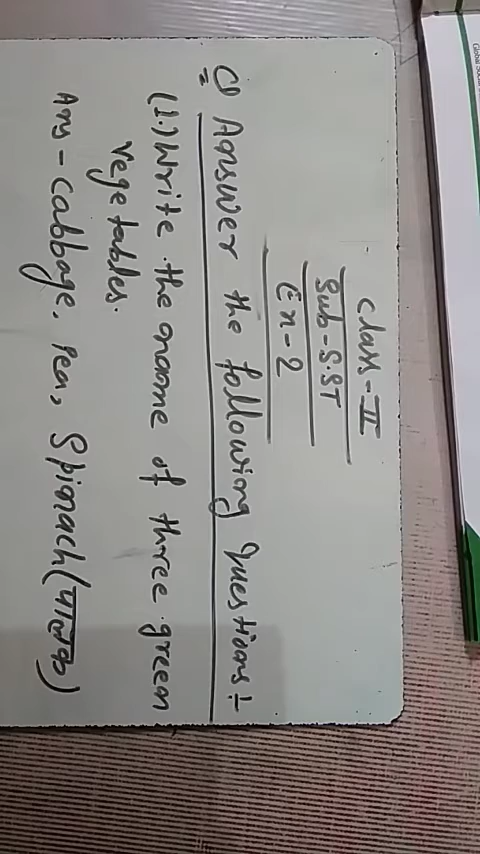 Class - II
Sub - S.ST
Ex - 2
Q Answer the following Questions :-
(1.) Write the name of three green
Vegetables.
Ans - Cabbage, Pea, Spinach (पालक)